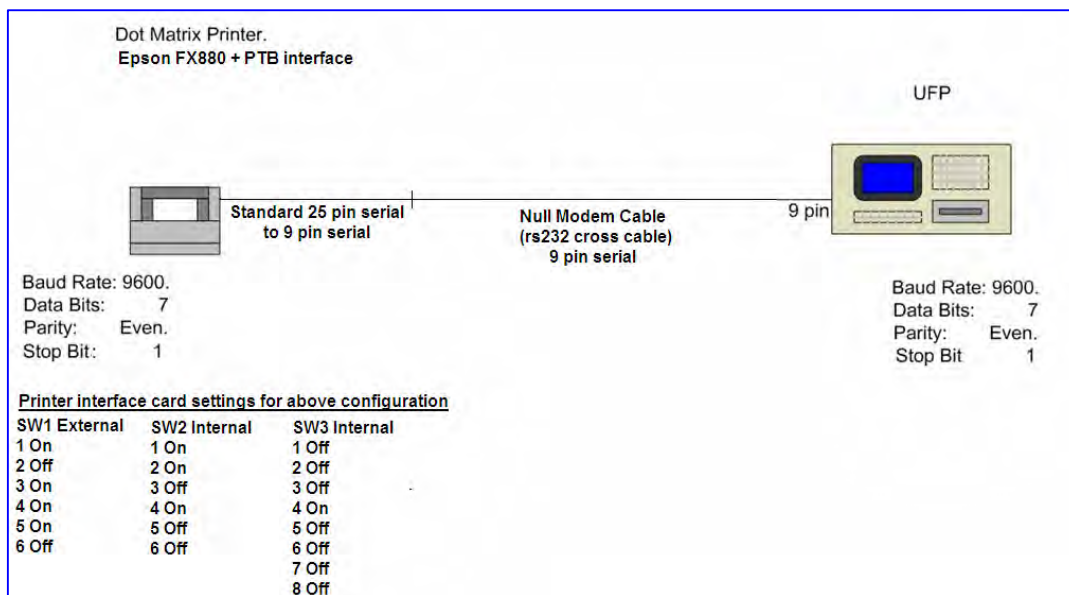 Dot Matrix Printer.
Epson FX880 + PTB interface
UFP
Standard 25 pin serial
to 9 pin serial
Null Modem Cable
(rs232 cross cable)
9 pin serial
9 pin
Baud Rate: 9600.
Data Bits: 7
Parity: Even.
Stop Bit: 1
Baud Rate: 9600.
Data Bits: 7
Parity: Even.
Stop Bit 1
Printer interface card settings for above configuration
SW1 External SW2 Internal SW3 Internal
1 On 1 On 1 Off
2 Off 2 On 2 Off
3 On 3 Off 3 Off
4 On 4 On 4 On
5 On 5 Off 5 Off
6 Off 6 Off 6 Off
7 Off
8 Off